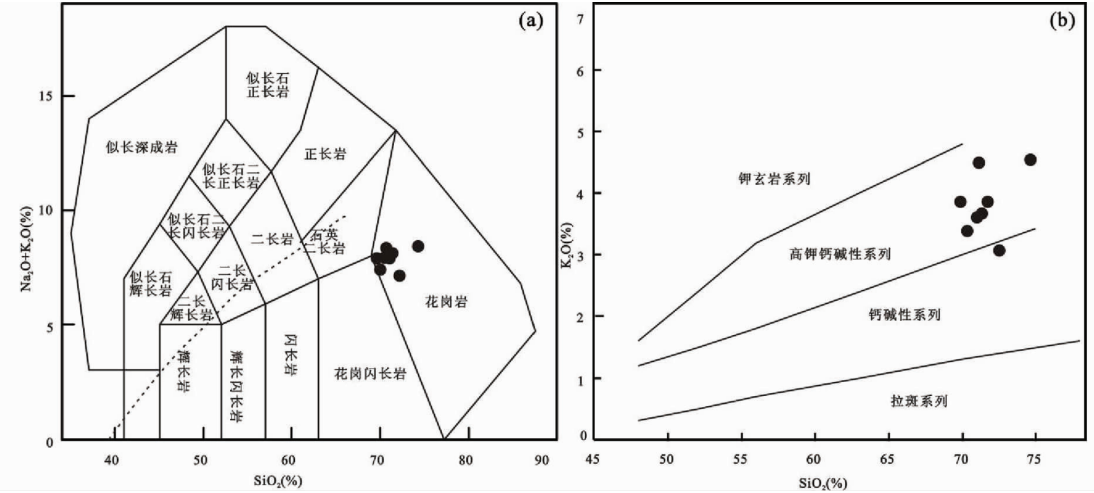 (a)
15
10
5
0
40
50
60
70
80
90
Na₂O+K₂O(%)
SiO₂(%)
似长石
正长岩
似长深成岩
正长岩
似长石二
长正长岩
似长石二
长闪长岩
二长岩
石英
二长岩
似长石
辉长岩
二长
闪长岩
二长
辉长岩
花岗岩
辉长岩
辉长闪长岩
闪长岩
花岗闪长岩
(b)
7
6
5
4
3
2
1
0
45
50
55
60
65
70
75
K₂O(%)
SiO₂(%)
钾玄岩系列
高钾钙碱性系列
钙碱性系列
拉斑系列